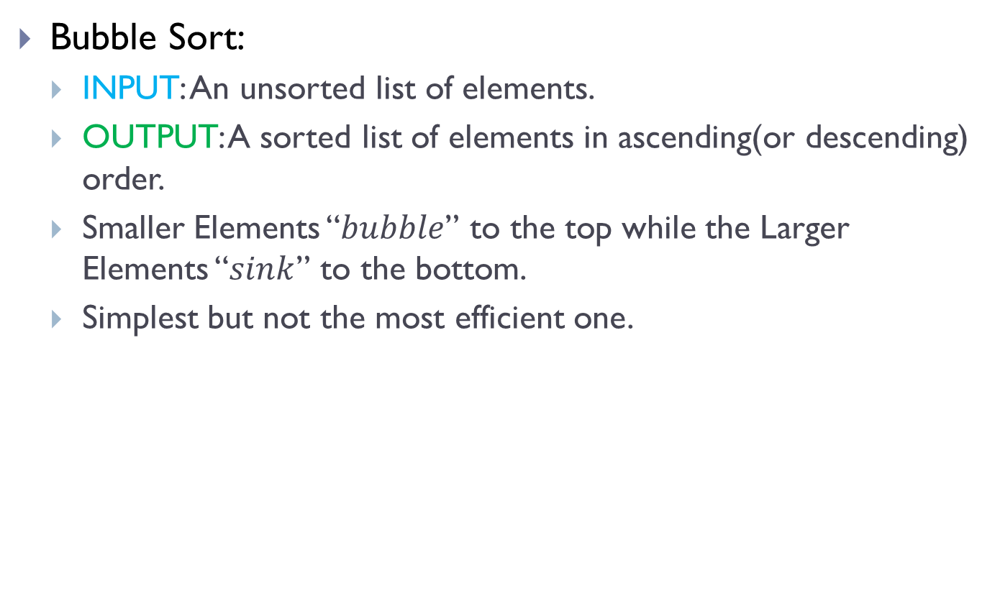 Bubble Sort:
INPUT: An unsorted list of elements.
OUTPUT: A sorted list of elements in ascending(or descending)
order.
Smaller Elements “bubble” to the top while the Larger
Elements “sink” to the bottom.
Simplest but not the most efficient one.